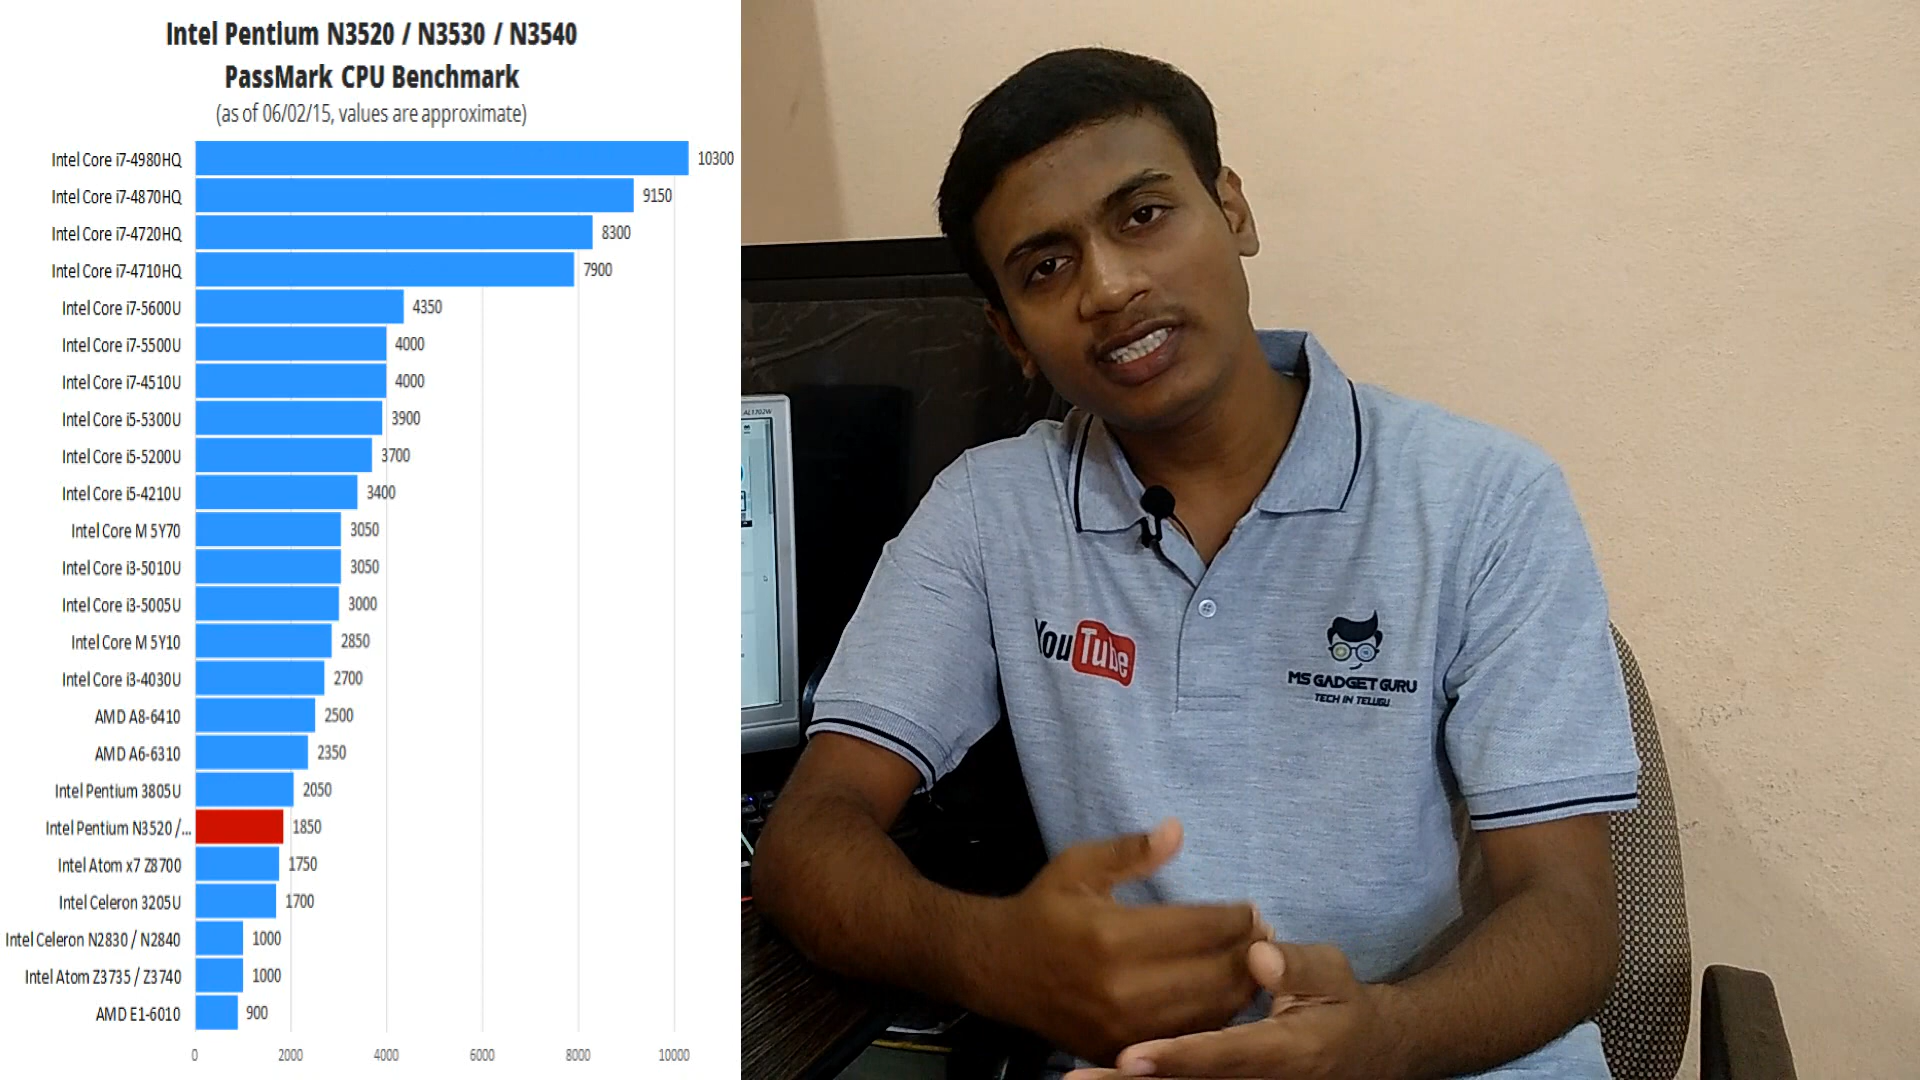 Intel Pentium N3520 / N3530 / N3540
PassMark CPU Benchmark
(as of 06/02/15, values are approximate)
Intel Core i7-4980HQ 10300
Intel Core i7-4870HQ 9150
Intel Core i7-4720HQ 8300
Intel Core i7-4710HQ 7900
Intel Core i7-5600U 4350
Intel Core i7-5500U 4000
Intel Core i7-4510U 4000
Intel Core i5-5300U 3900
Intel Core i5-5200U 3700
Intel Core i5-4210U 3400
Intel Core M 5Y70 3050
Intel Core i3-5010U 3050
Intel Core i3-5005U 3000
Intel Core M 5Y10 2850
Intel Core i3-4030U 2700
AMD A8-6410 2500
AMD A6-6310 2350
Intel Pentium 3805U 2050
Intel Pentium N3520 /... 1850
Intel Atom x7 Z8700 1750
Intel Celeron 3205U 1700
Intel Celeron N2830 / N2840 1000
Intel Atom Z3735 / Z3740 1000
AMD E1-6010 900
0 2000 4000 6000 8000 10000
AL1702W
YouTube
MS GADGET GURU
TECH IN TELUGU